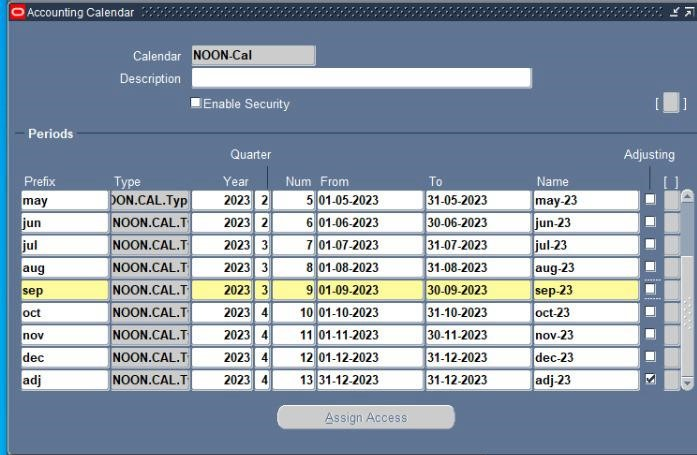 Accounting Calendar
Calendar NOON-Cal
Description
Enable Security
[ ]
Periods
Quarter Adjusting
Prefix Type Year Num From To Name [ ]
may OON.CAL.Typ 2023 2 5 01-05-2023 31-05-2023 may-23
jun NOON.CAL.T 2023 2 6 01-06-2023 30-06-2023 jun-23
jul NOON.CAL.T 2023 3 7 01-07-2023 31-07-2023 jul-23
aug NOON.CAL.T 2023 3 8 01-08-2023 31-08-2023 aug-23
sep NOON.CAL.T 2023 3 9 01-09-2023 30-09-2023 sep-23
oct NOON.CAL.T 2023 4 10 01-10-2023 31-10-2023 oct-23
nov NOON.CAL.T 2023 4 11 01-11-2023 30-11-2023 nov-23
dec NOON.CAL.T 2023 4 12 01-12-2023 31-12-2023 dec-23
adj NOON.CAL.T 2023 4 13 31-12-2023 31-12-2023 adj-23
Assign Access